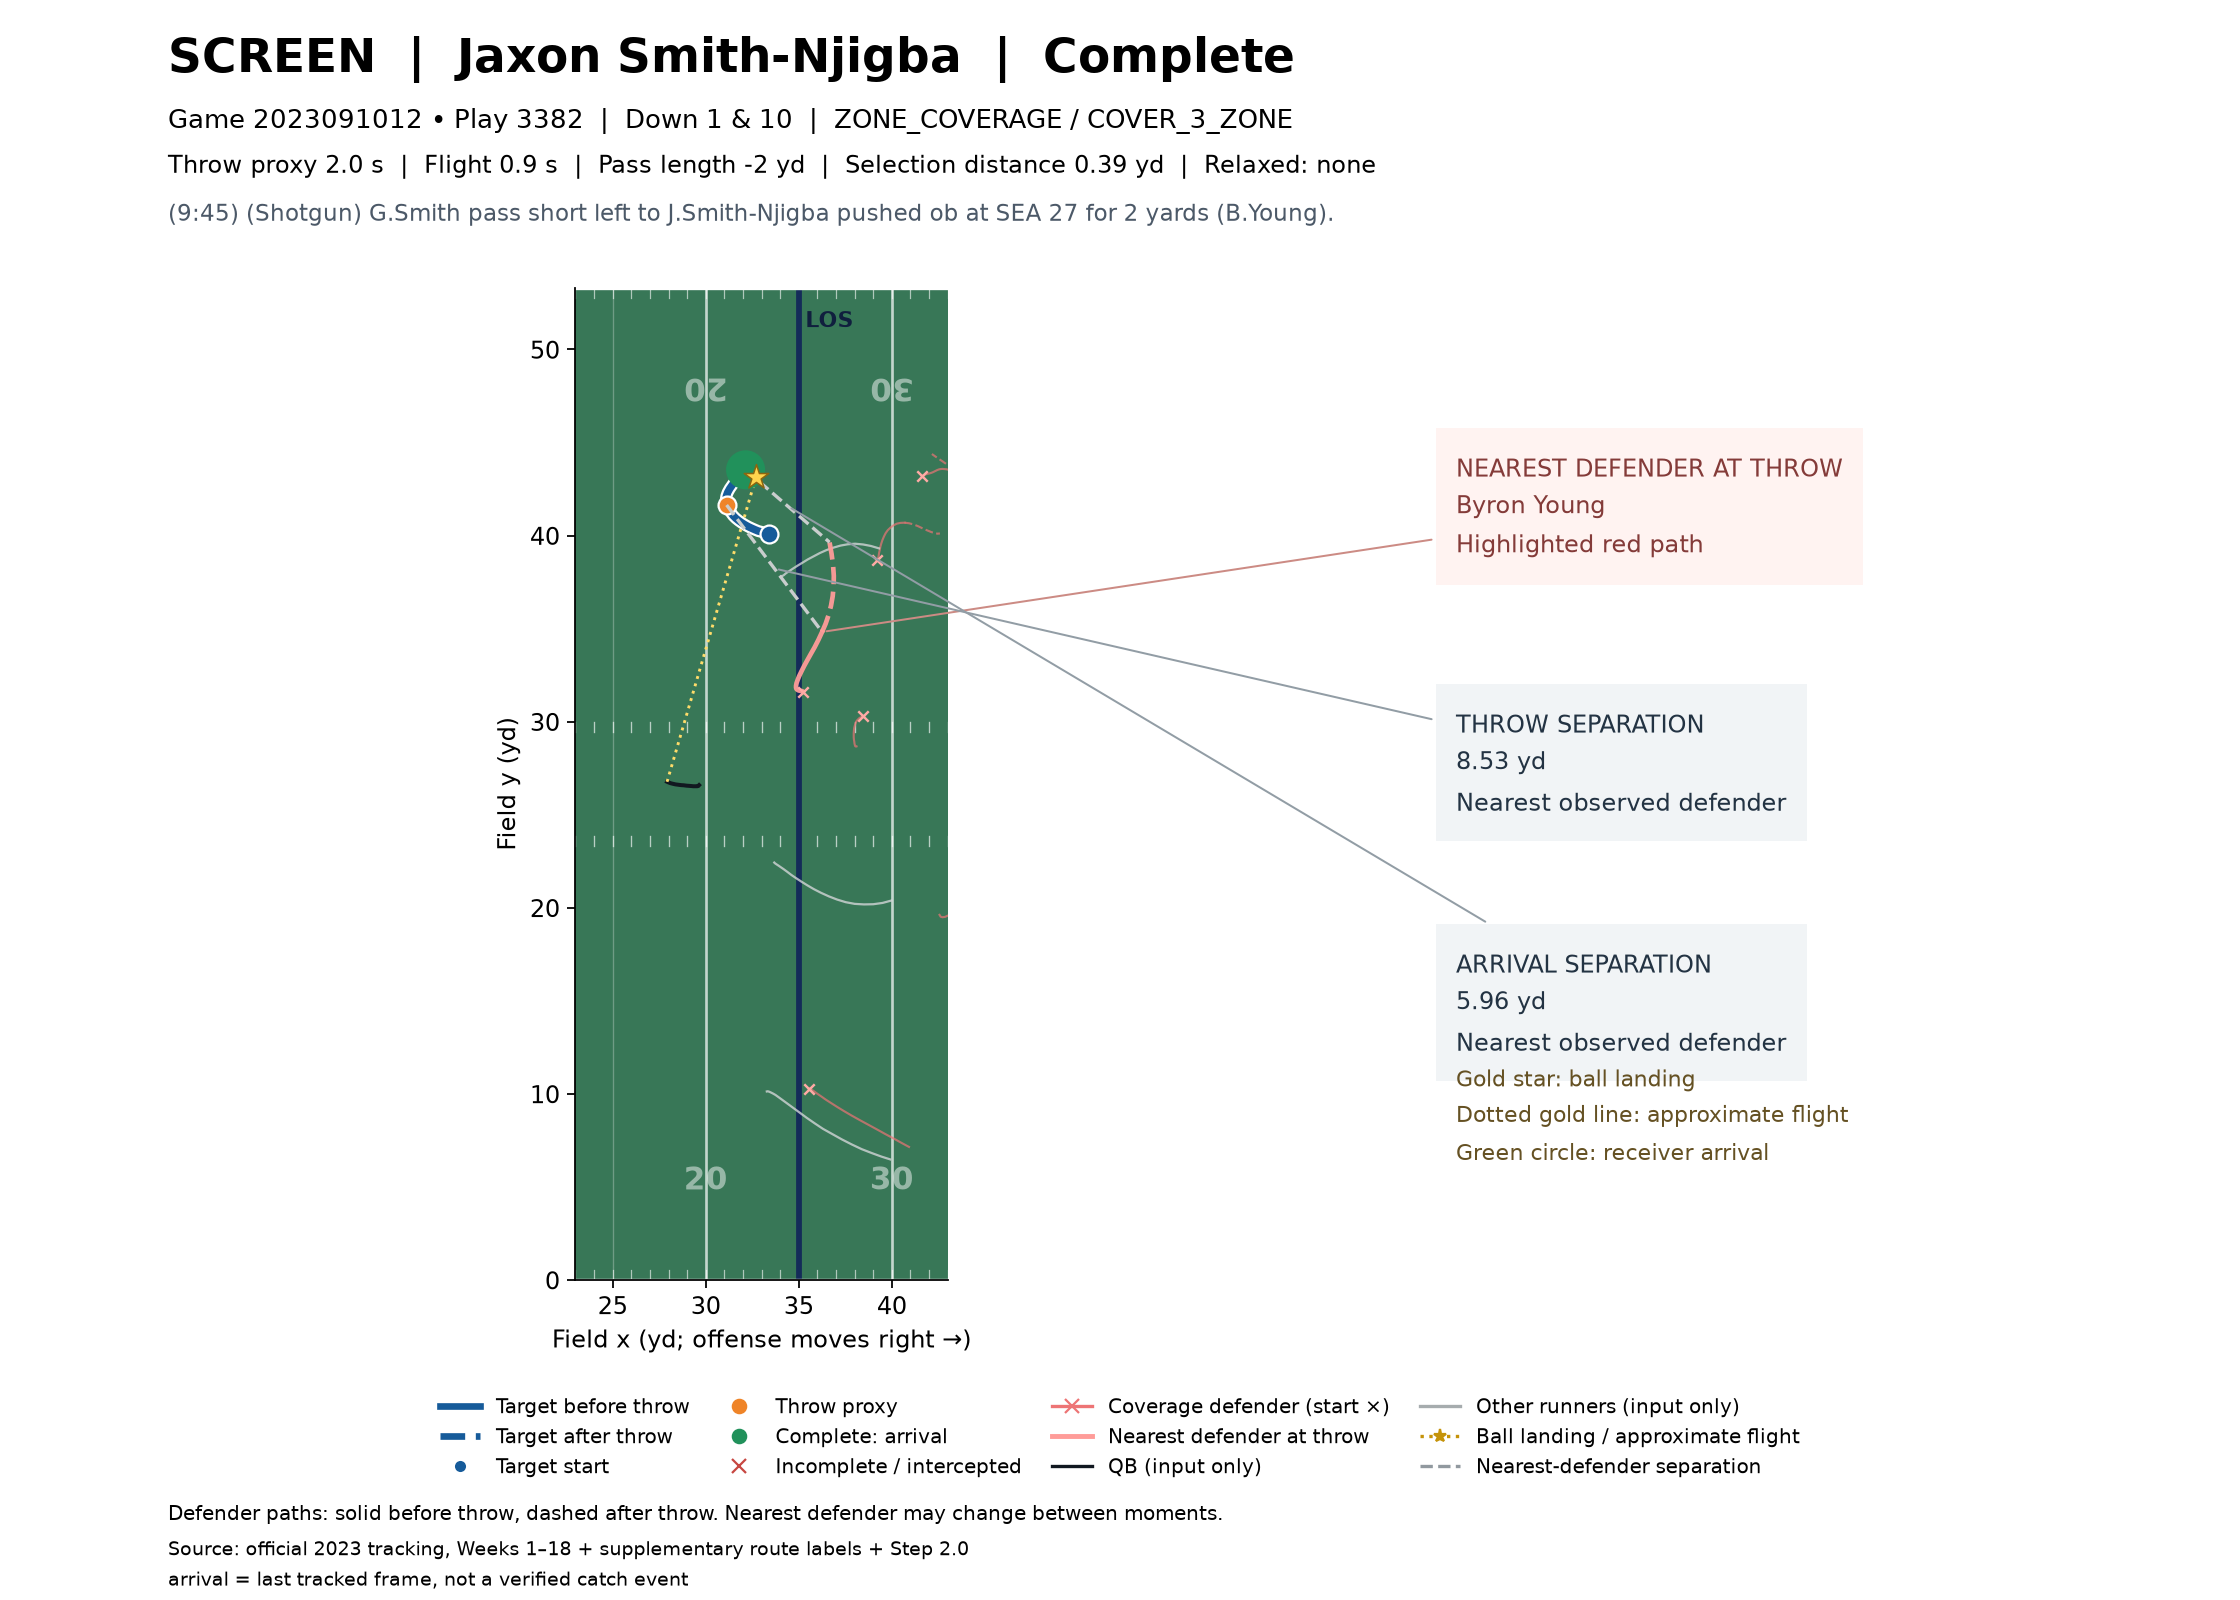 SCREEN | Jaxon Smith-Njigba | Complete
Game 2023091012 • Play 3382 | Down 1 & 10 | ZONE_COVERAGE / COVER_3_ZONE
Throw proxy 2.0 s | Flight 0.9 s | Pass length -2 yd | Selection distance 0.39 yd | Relaxed: none
(9:45) (Shotgun) G.Smith pass short left to J.Smith-Njigba pushed ob at SEA 27 for 2 yards (B.Young).
LOS
50
20 30
40
30
20
10
20 30
0
25 30 35 40
Field y (yd)
Field x (yd; offense moves right →)
NEAREST DEFENDER AT THROW
Byron Young
Highlighted red path
THROW SEPARATION
8.53 yd
Nearest observed defender
ARRIVAL SEPARATION
5.96 yd
Nearest observed defender
Gold star: ball landing
Dotted gold line: approximate flight
Green circle: receiver arrival
Target before throw
Target after throw
Target start
Throw proxy
Complete: arrival
Incomplete / intercepted
Coverage defender (start ×)
Nearest defender at throw
QB (input only)
Other runners (input only)
Ball landing / approximate flight
Nearest-defender separation
Defender paths: solid before throw, dashed after throw. Nearest defender may change between moments.
Source: official 2023 tracking, Weeks 1–18 + supplementary route labels + Step 2.0
arrival = last tracked frame, not a verified catch event